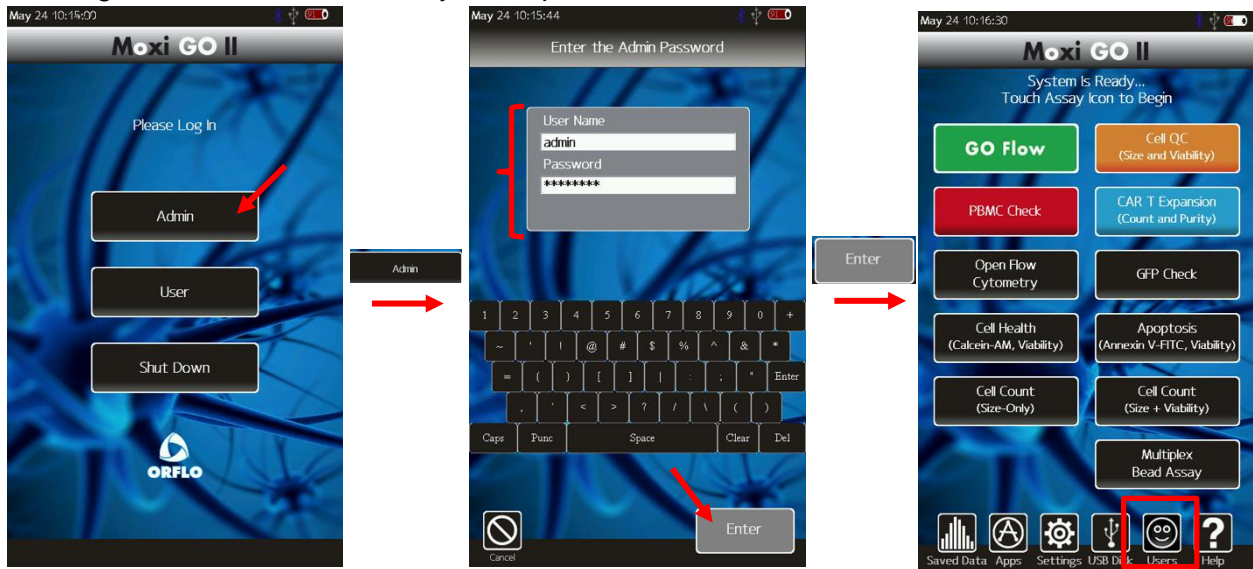 May 24 10:15:00
91
Moxi GO II
Please Log In
Admin
User
Shut Down
ORFLO
Admin
May 24 10:15:44
91
Enter the Admin Password
User Name
admin
Password
********
1 2 3 4 5 6 7 8 9 0 +
~ ' ! @ # $ % ^ & *
= ( ) [ ] | : ; " Enter
, ' < > ? / \ ( )
Caps Punc Space Clear Del
Enter
Cancel
Enter
May 24 10:16:30
Moxi GO II
System Is Ready...
Touch Assay Icon to Begin
GO Flow
Cell QC
(Size and Viability)
PBMC Check
CAR T Expansion
(Count and Purity)
Open Flow
Cytometry
GFP Check
Cell Health
(Calcein-AM, Viability)
Apoptosis
(Annexin V-FITC, Viability)
Cell Count
(Size-Only)
Cell Count
(Size + Viability)
Multiplex
Bead Assay
Saved Data Apps Settings USB Disk Users Help